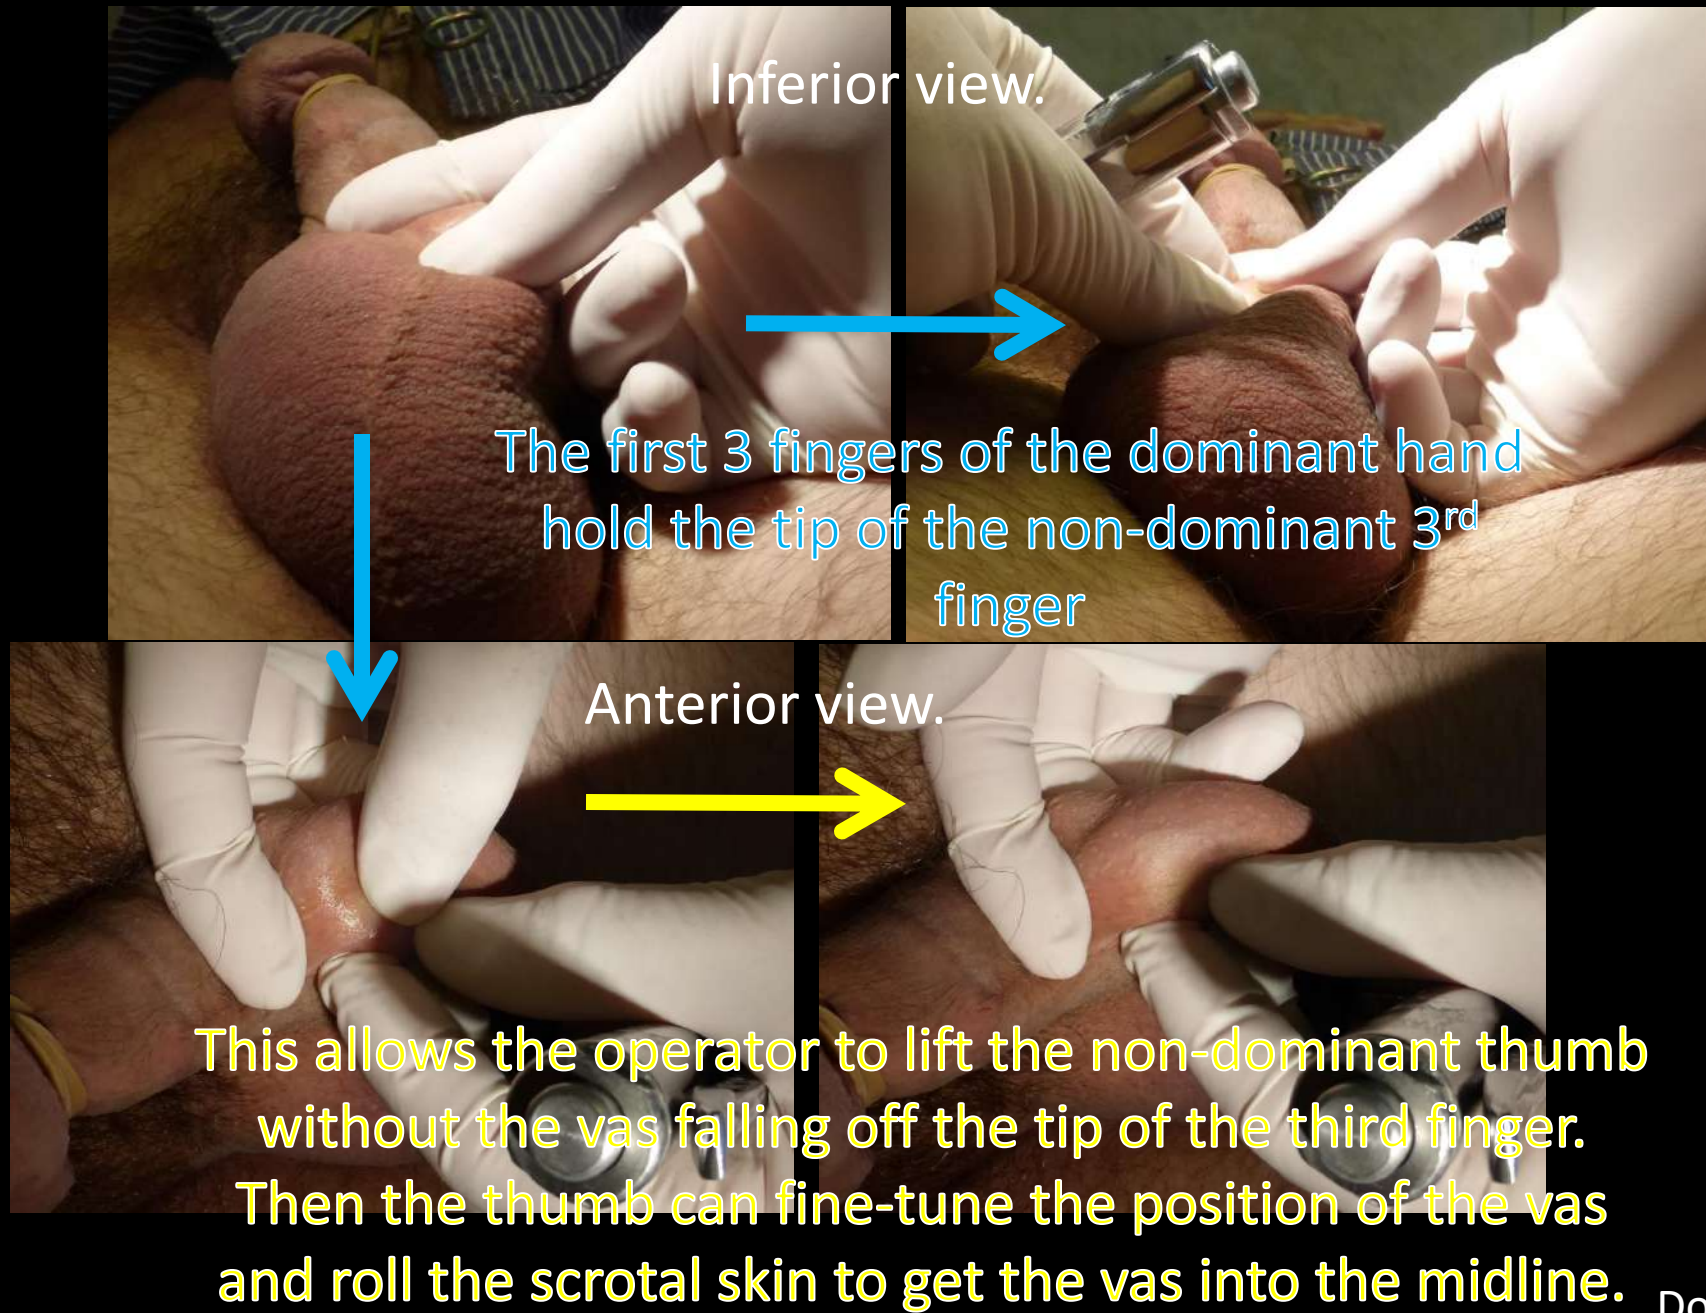 Inferior view.
The first 3 fingers of the dominant hand
hold the tip of the non-dominant 3rd
finger
Anterior view.
This allows the operator to lift the non-dominant thumb
without the vas falling off the tip of the third finger.
Then the thumb can fine-tune the position of the vas
and roll the scrotal skin to get the vas into the midline.